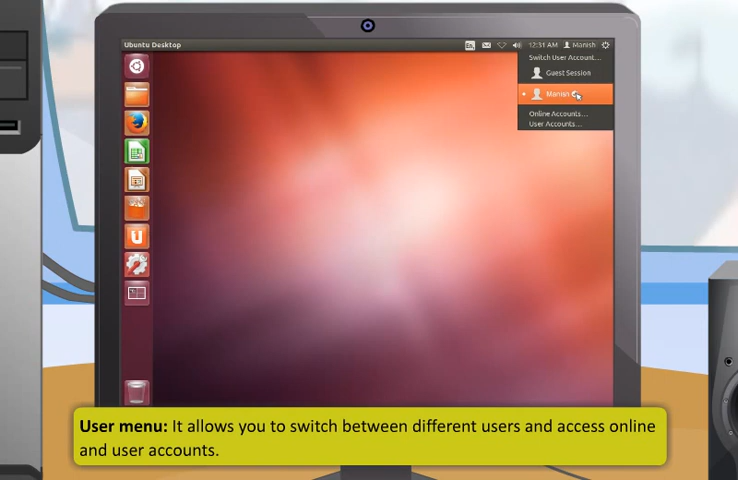 Ubuntu Desktop
En
12:31 AM Manish
Switch User Account...
Guest Session
Manish
Online Accounts...
User Accounts...
User menu: It allows you to switch between different users and access online
and user accounts.